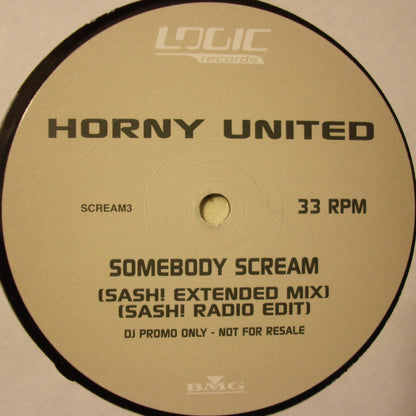 LOGIC
records
HORNY UNITED
SCREAM3
33 RPM
SOMEBODY SCREAM
(SASH! EXTENDED MIX)
(SASH! RADIO EDIT)
DJ PROMO ONLY - NOT FOR RESALE
BMG